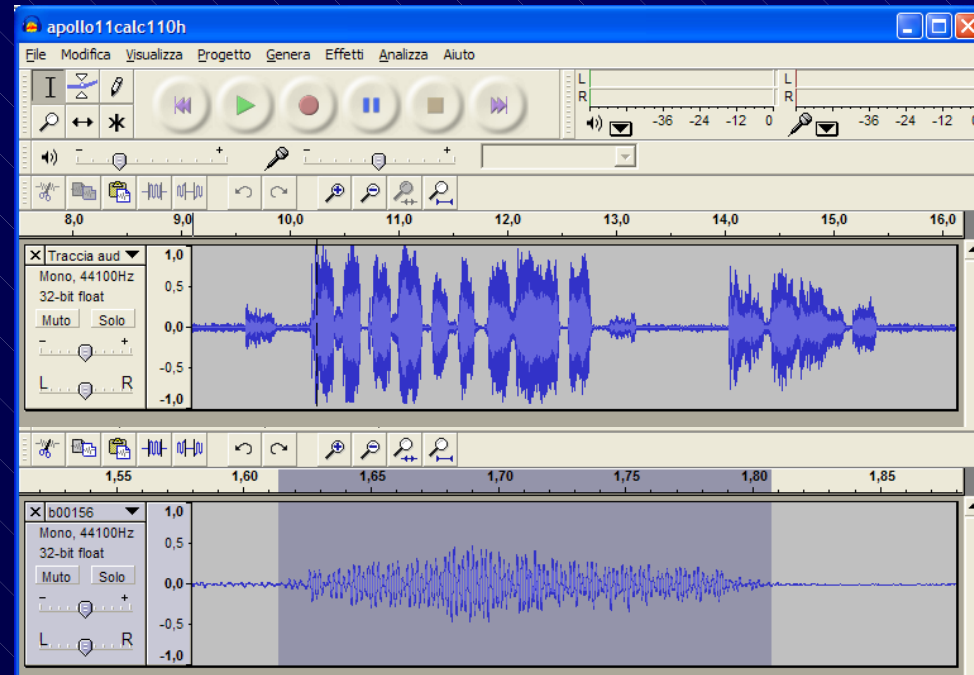 apollo11calc110h
File Modifica Visualizza Progetto Genera Effetti Analizza Aiuto
L
R
-36 -24 -12 0
L
R
-36 -24 -12 0
- +
- +
8,0 9,0 10,0 11,0 12,0 13,0 14,0 15,0 16,0
Traccia aud
Mono, 44100Hz
32-bit float
Muto Solo
- +
L R
1,0
0,5
0,0
-0,5
-1,0
1,55 1,60 1,65 1,70 1,75 1,80 1,85
b00156
Mono, 44100Hz
32-bit float
Muto Solo
- +
L R
1,0
0,5
0,0
-0,5
-1,0